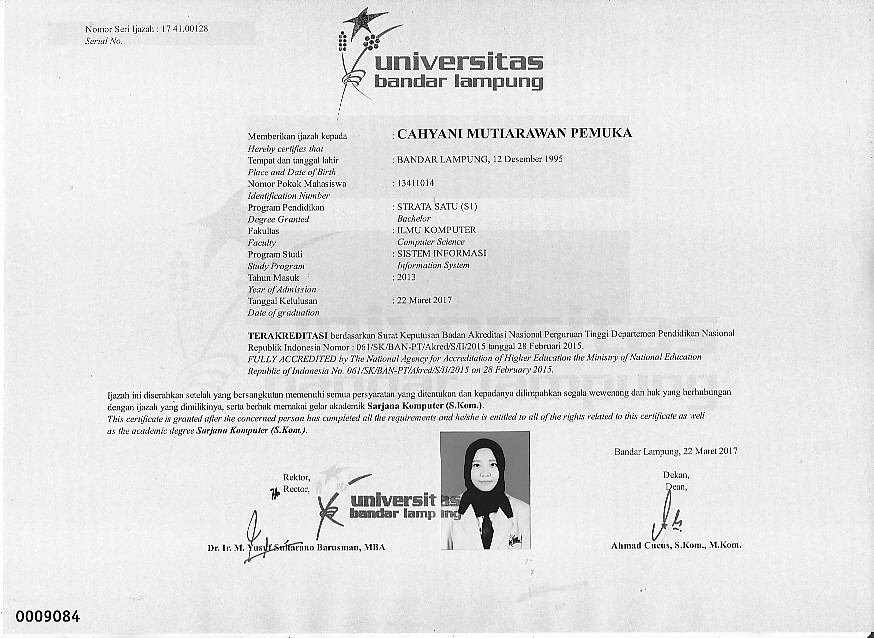 Nomor Seri Ijazah : 17 41.00128
Serial No.
universitas
bandar lampung
Memberikan ijazah kepada : CAHYANI MUTIARAWAN PEMUKA
Hereby certifies that
Tempat dan tanggal lahir : BANDAR LAMPUNG, 12 Desember 1995
Place and Date of Birth
Nomor Pokok Mahasiswa : 13411014
Identification Number
Program Pendidikan : STRATA SATU (S1)
Degree Granted Bachelor
Fakultas : ILMU KOMPUTER
Faculty Computer Science
Program Studi : SISTEM INFORMASI
Study Program Information System
Tahun Masuk : 2013
Year of Admission
Tanggal Kelulusan : 22 Maret 2017
Date of graduation
TERAKREDITASI berdasarkan Surat Keputusan Badan Akreditasi Nasional Perguruan Tinggi Departemen Pendidikan Nasional
Republik Indonesia Nomor : 061/SK/BAN-PT/Akred/S/II/2015 tanggal 28 Februari 2015.
FULLY ACCREDITED by The National Agency for Accreditation of Higher Education the Ministry of National Education
Republic of Indonesia No. 061/SK/BAN-PT/Akred/S/II/2015 on 28 February 2015.
Ijazah ini diserahkan setelah yang bersangkutan memenuhi semua persyaratan yang ditentukan dan kepadanya dilimpahkan segala wewenang dan hak yang berhubungan
dengan ijazah yang dimilikinya, serta berhak memakai gelar akademik Sarjana Komputer (S.Kom.).
This certificate is granted after the concerned person has completed all the requirements and he/she is entitled to all of the rights related to this certificate as well
as the academic degree Sarjana Komputer (S.Kom.).
Bandar Lampung, 22 Maret 2017
Rektor,
Rector,
universitas
bandar lampung
Dr. Ir. M. Yusuf Sulfarano Barusman, MBA
Dekan,
Dean,
Ahmad Cucus, S.Kom., M.Kom.
0009084